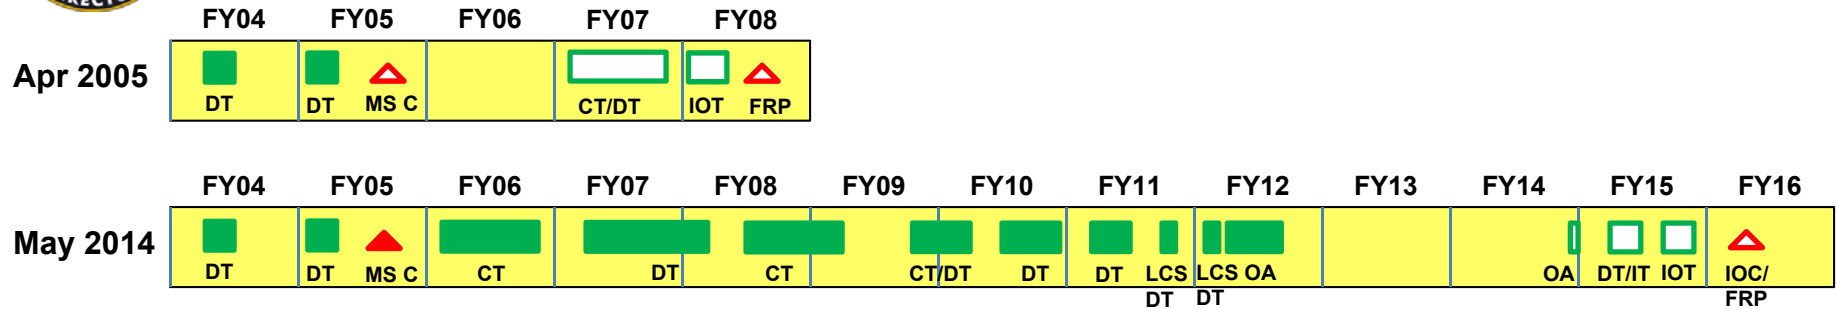 FY04 FY05 FY06 FY07 FY08
Apr 2005
DT DT MS C CT/DT IOT FRP
FY04 FY05 FY06 FY07 FY08 FY09 FY10 FY11 FY12 FY13 FY14 FY15 FY16
May 2014
DT DT MS C CT DT CT CT/DT DT DT LCS LCS OA OA DT/IT IOT IOC/
DT DT FRP